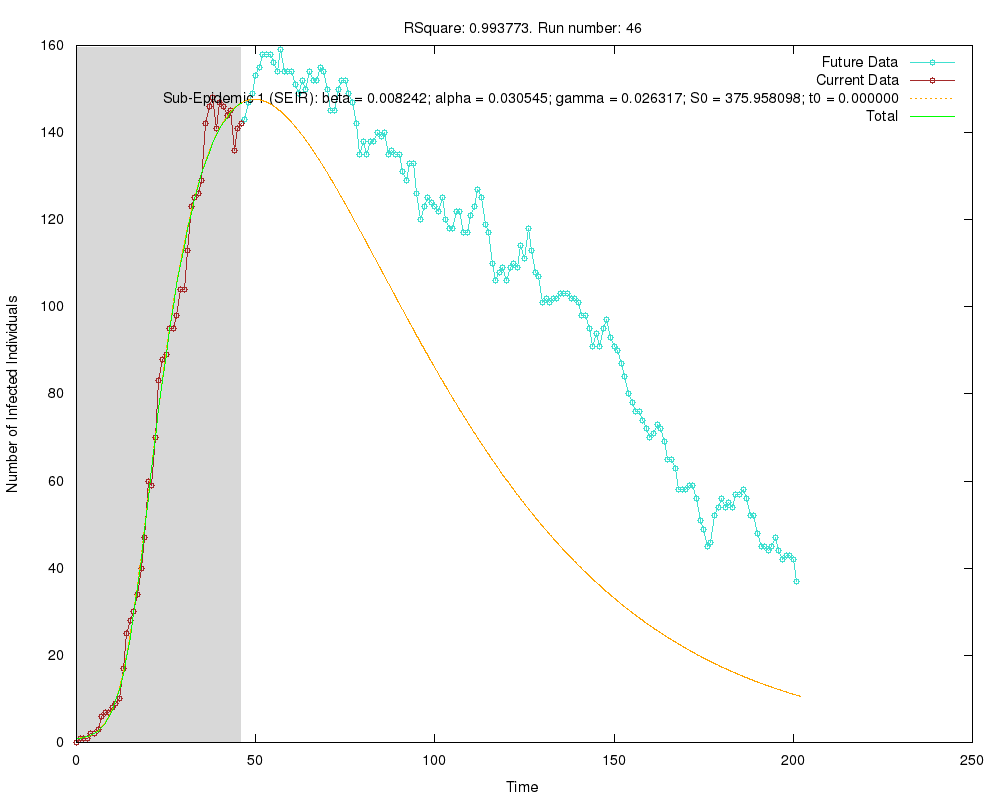 RSquare: 0.993773. Run number: 46
160
140
120
100
80
60
40
20
0
0 50 100 150 200 250
Number of Infected Individuals
Time
Future Data
Current Data
Sub-Epidemic 1 (SEIR): beta = 0.008242; alpha = 0.030545; gamma = 0.026317; S0 = 375.958098; t0 = 0.000000
Total